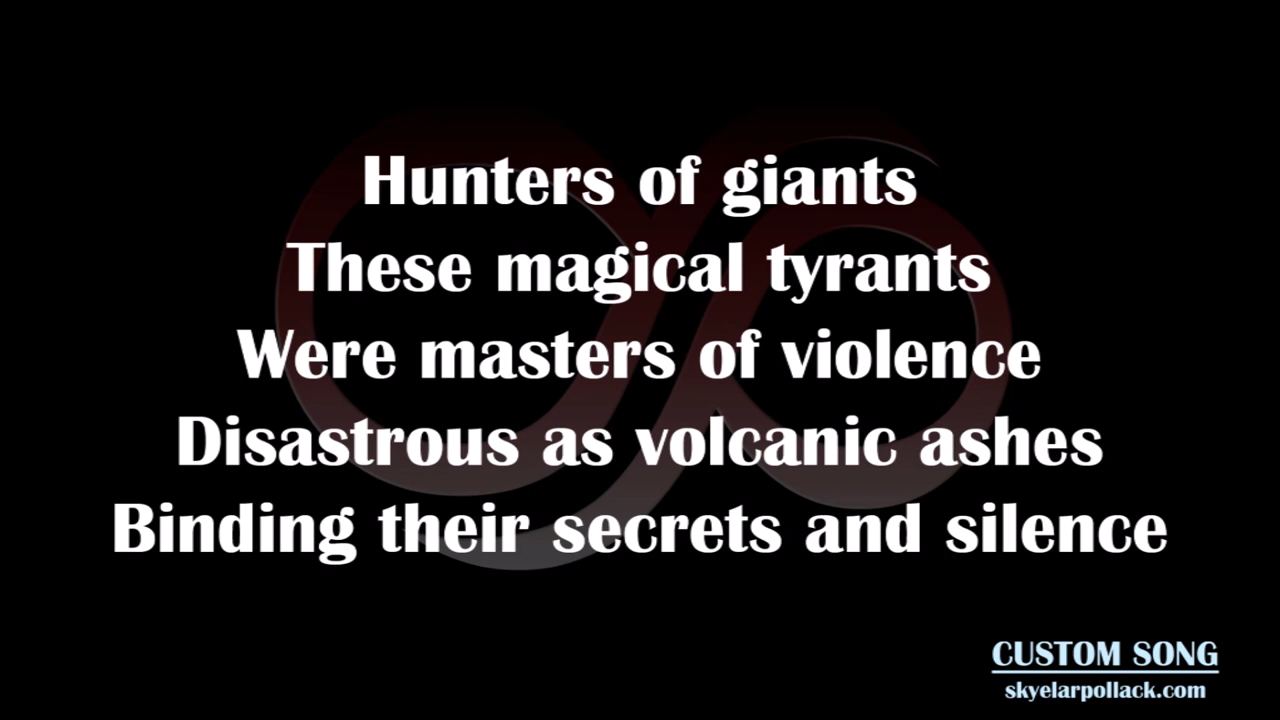 Hunters of giants
These magical tyrants
Were masters of violence
Disastrous as volcanic ashes
Binding their secrets and silence
CUSTOM SONG
skyelarpollack.com